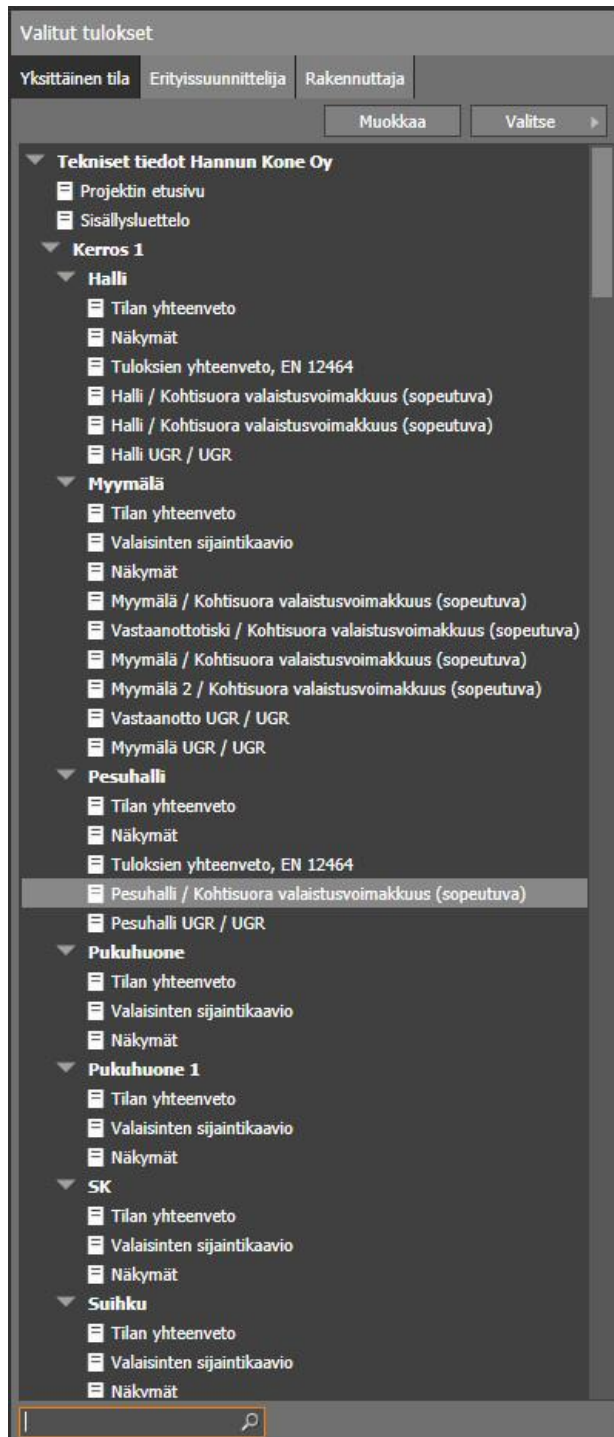 Valitut tulokset
Yksittäinen tila Erityissuunnittelija Rakennuttaja
Muokkaa Valitse
Tekniset tiedot Hannun Kone Oy
Projektin etusivu
Sisällysluettelo
Kerros 1
Halli
Tilan yhteenveto
Näkymät
Tuloksien yhteenveto, EN 12464
Halli / Kohtisuora valaistusvoimakkuus (sopeutuva)
Halli / Kohtisuora valaistusvoimakkuus (sopeutuva)
Halli UGR / UGR
Myymälä
Tilan yhteenveto
Valaisinten sijaintikaavio
Näkymät
Myymälä / Kohtisuora valaistusvoimakkuus (sopeutuva)
Vastaanottotiski / Kohtisuora valaistusvoimakkuus (sopeutuva)
Myymälä / Kohtisuora valaistusvoimakkuus (sopeutuva)
Myymälä 2 / Kohtisuora valaistusvoimakkuus (sopeutuva)
Vastaanotto UGR / UGR
Myymälä UGR / UGR
Pesuhalli
Tilan yhteenveto
Näkymät
Tuloksien yhteenveto, EN 12464
Pesuhalli / Kohtisuora valaistusvoimakkuus (sopeutuva)
Pesuhalli UGR / UGR
Pukuhuone
Tilan yhteenveto
Valaisinten sijaintikaavio
Näkymät
Pukuhuone 1
Tilan yhteenveto
Valaisinten sijaintikaavio
Näkymät
SK
Tilan yhteenveto
Valaisinten sijaintikaavio
Näkymät
Suihku
Tilan yhteenveto
Valaisinten sijaintikaavio
Näkymät